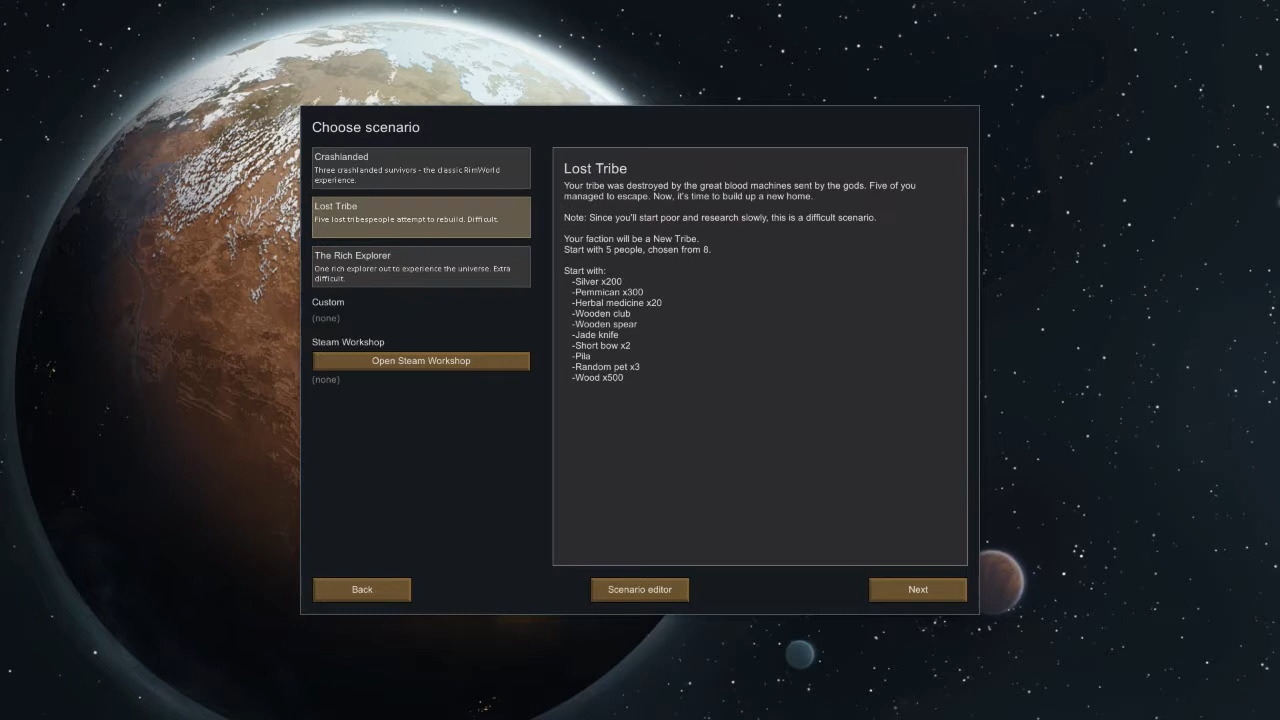 Choose scenario
Crashlanded
Three crashlanded survivors - the classic RimWorld
experience.
Lost Tribe
Five lost tribespeople attempt to rebuild. Difficult.
The Rich Explorer
One rich explorer out to experience the universe. Extra
difficult.
Custom
(none)
Steam Workshop
Open Steam Workshop
(none)
Lost Tribe
Your tribe was destroyed by the great blood machines sent by the gods. Five of you
managed to escape. Now, it's time to build up a new home.
Note: Since you'll start poor and research slowly, this is a difficult scenario.
Your faction will be a New Tribe.
Start with 5 people, chosen from 8.
Start with:
-Silver x200
-Pemmican x300
-Herbal medicine x20
-Wooden club
-Wooden spear
-Jade knife
-Short bow x2
-Pila
-Random pet x3
-Wood x500
Back
Scenario editor
Next